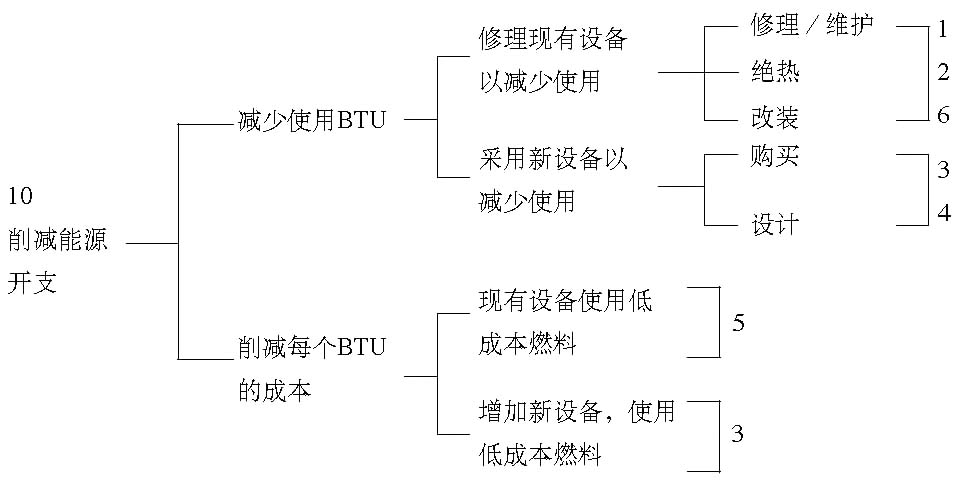 10
削减能源
开支
减少使用BTU
削减每个BTU
的成本
修理现有设备
以减少使用
采用新设备以
减少使用
现有设备使用低
成本燃料
增加新设备，使用
低成本燃料
修理／维护
绝热
改装
购买
设计
1
2
6
3
4
5
3